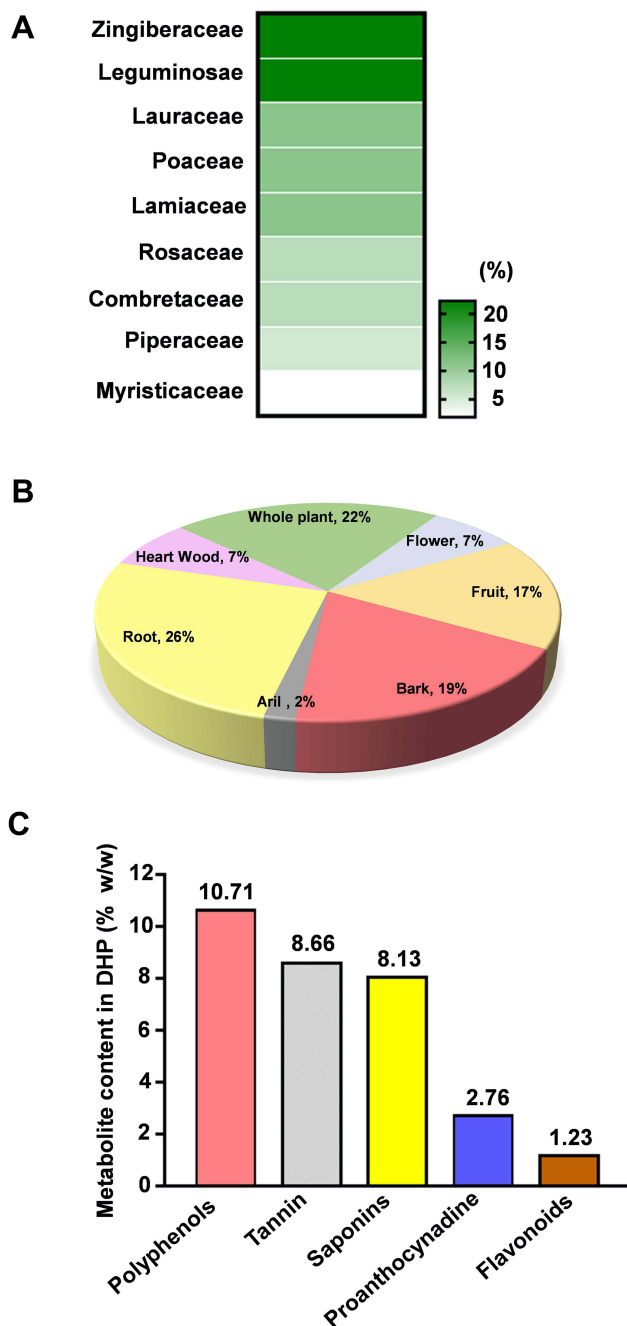 A
Zingiberaceae
Leguminosae
Lauraceae
Poaceae
Lamiaceae
Rosaceae
Combretaceae
Piperaceae
Myristicaceae
(%)
20
15
10
5
B
Whole plant, 22%
Flower, 7%
Heart Wood, 7%
Fruit, 17%
Root, 26%
Bark, 19%
Aril , 2%
C
Metabolite content in DHP (% w/w)
12
10
8
6
4
2
0
10.71
8.66
8.13
2.76
1.23
Polyphenols
Tannin
Saponins
Proanthocynadine
Flavonoids